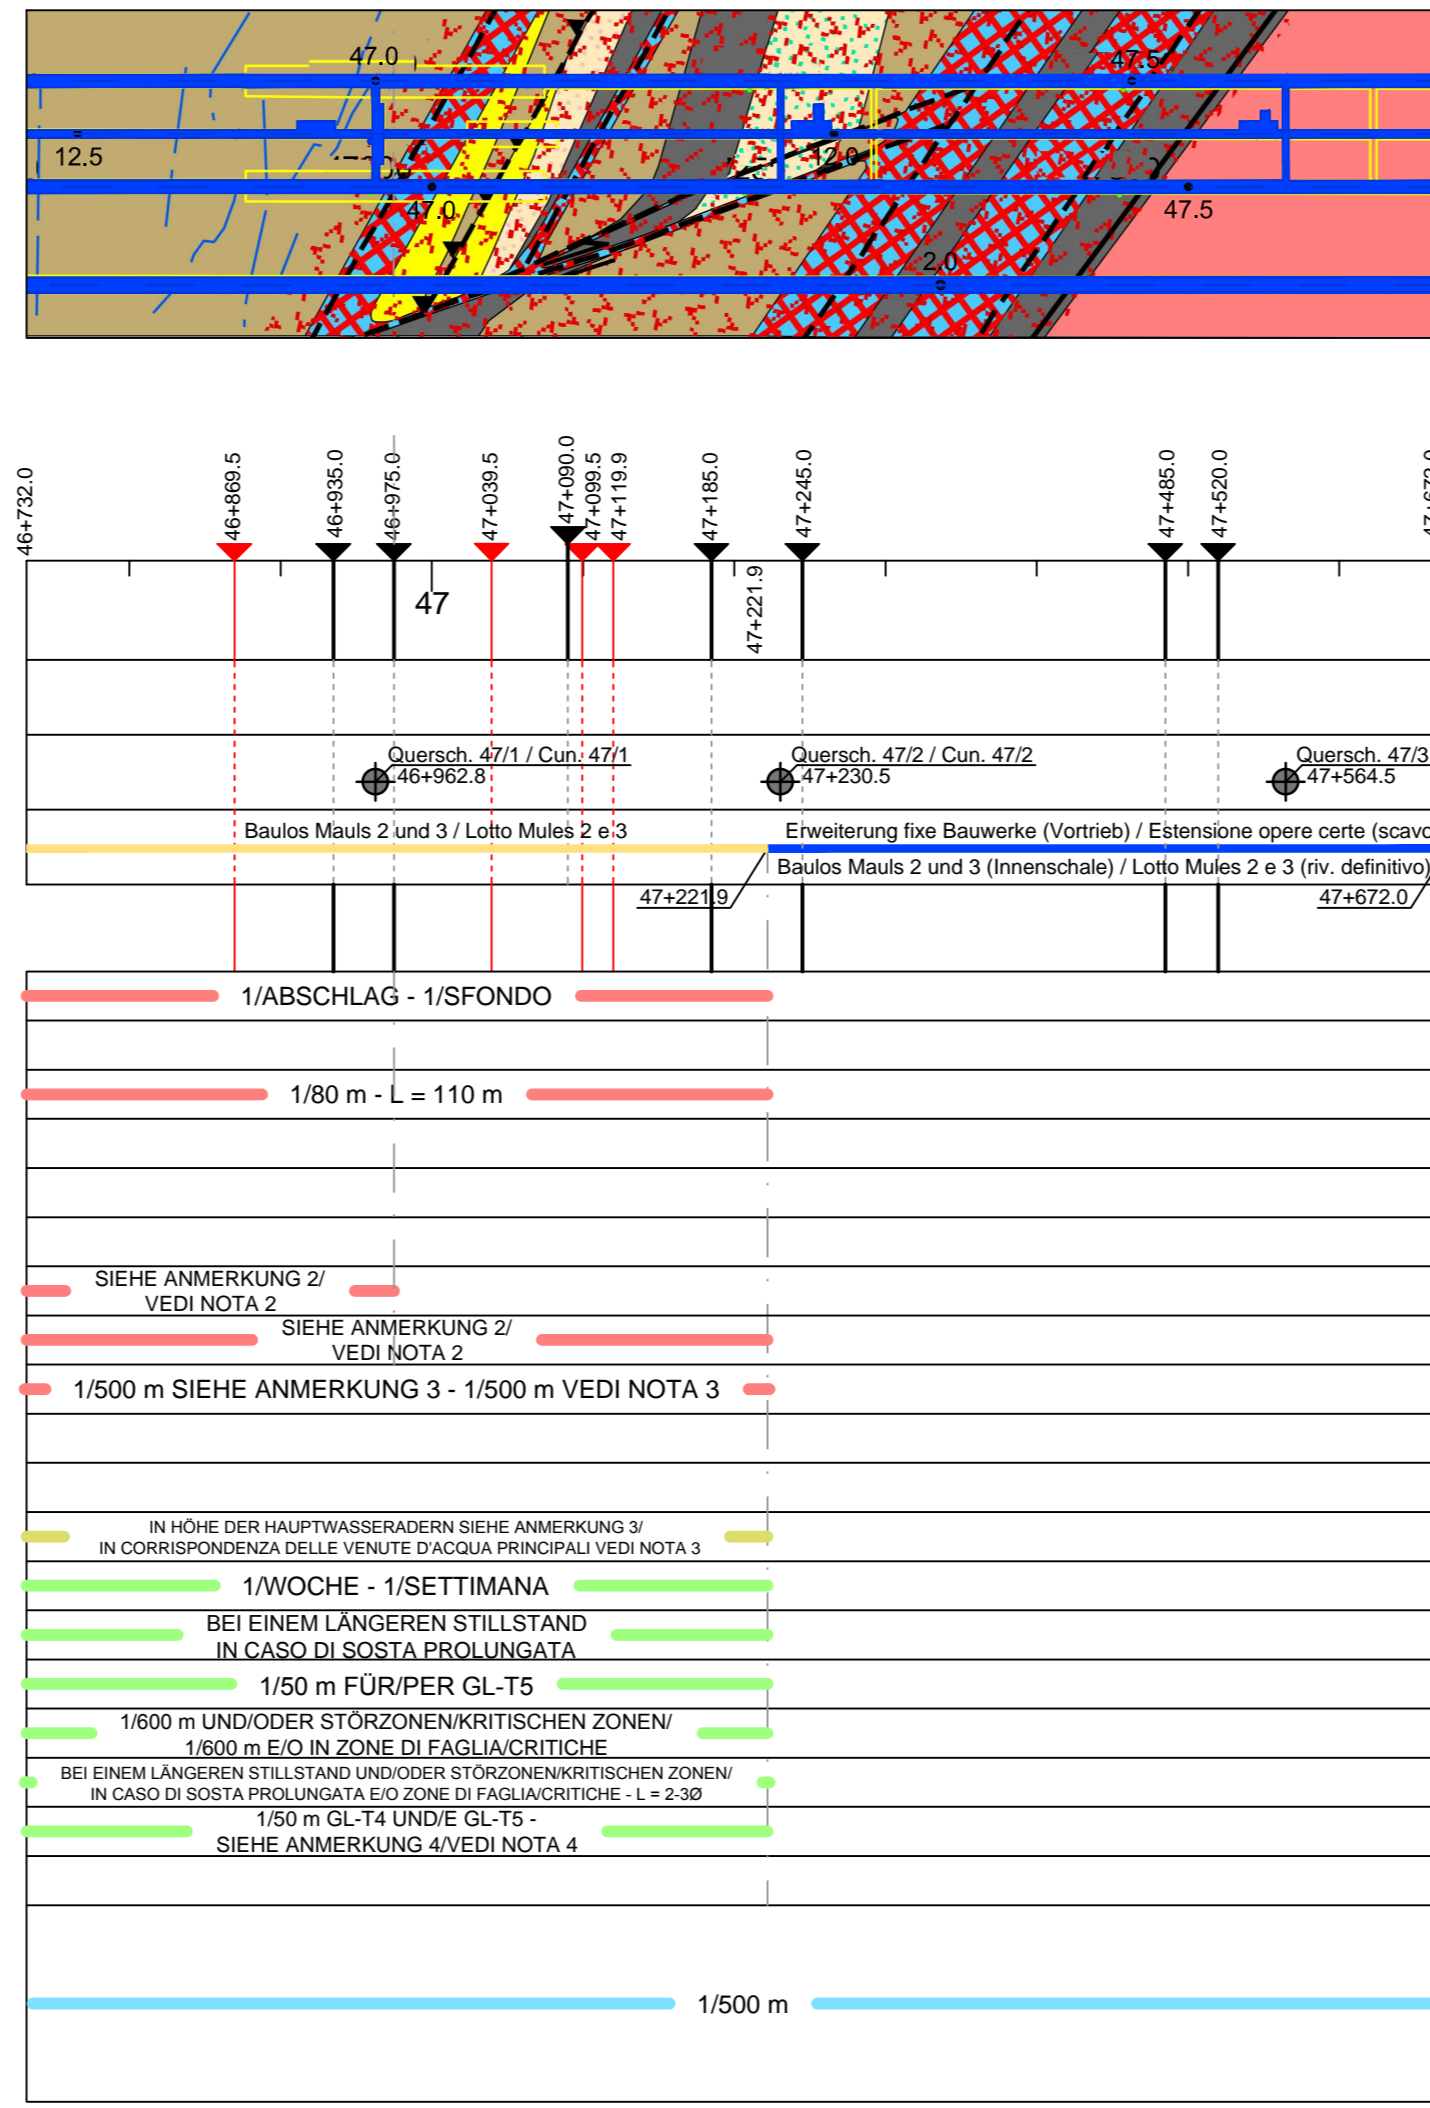 47.0
47.5
12.5
12.0
47.0
47.5
2.0
46+732.0
46+869.5
46+935.0
46+975.0
47+039.5
47+090.0
47+099.5
47+119.9
47+185.0
47+245.0
47+485.0
47+520.0
47
47+221.9
Quersch. 47/1 / Cun. 47/1
46+962.8
Quersch. 47/2 / Cun. 47/2
47+230.5
Quersch. 47/3
47+564.5
Baulos Mauls 2 und 3 / Lotto Mules 2 e 3
Erweiterung fixe Bauwerke (Vortrieb) / Estensione opere certe (scavo
Baulos Mauls 2 und 3 (Innenschale) / Lotto Mules 2 e 3 (riv. definitivo)
47+221.9
47+672.0
1/ABSCHLAG - 1/SFONDO
1/80 m - L = 110 m
SIEHE ANMERKUNG 2/
VEDI NOTA 2
SIEHE ANMERKUNG 2/
VEDI NOTA 2
1/500 m SIEHE ANMERKUNG 3 - 1/500 m VEDI NOTA 3
IN HÖHE DER HAUPTWASSERADERN SIEHE ANMERKUNG 3/
IN CORRISPONDENZA DELLE VENUTE D'ACQUA PRINCIPALI VEDI NOTA 3
1/WOCHE - 1/SETTIMANA
BEI EINEM LÄNGEREN STILLSTAND
IN CASO DI SOSTA PROLUNGATA
1/50 m FÜR/PER GL-T5
1/600 m UND/ODER STÖRZONEN/KRITISCHEN ZONEN/
1/600 m E/O IN ZONE DI FAGLIA/CRITICHE
BEI EINEM LÄNGEREN STILLSTAND UND/ODER STÖRZONEN/KRITISCHEN ZONEN/
IN CASO DI SOSTA PROLUNGATA E/O ZONE DI FAGLIA/CRITICHE - L = 2-3Ø
1/50 m GL-T4 UND/E GL-T5 -
SIEHE ANMERKUNG 4/VEDI NOTA 4
1/500 m